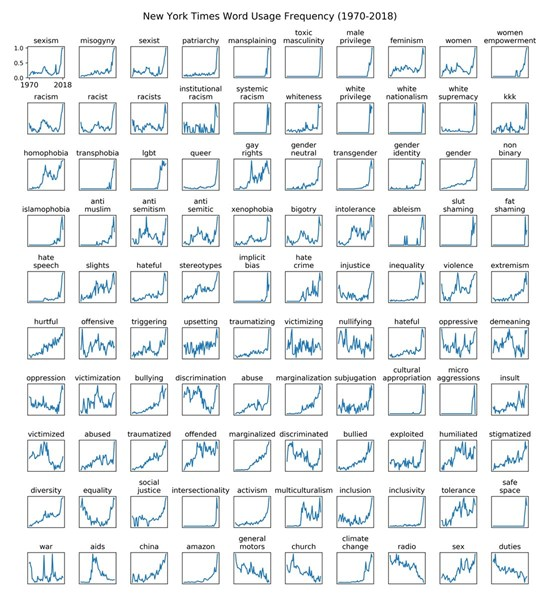 New York Times Word Usage Frequency (1970-2018)
sexism misogyny sexist patriarchy mansplaining toxic masculinity male privilege feminism women women empowerment
1.0
0.5
0.0
1970 2018
racism racist racists institutional racism systemic racism whiteness white privilege white nationalism white supremacy kkk
homophobia transphobia lgbt queer gay rights gender neutral transgender gender identity gender non binary
islamophobia anti muslim anti semitism anti semitic xenophobia bigotry intolerance ableism slut shaming fat shaming
hate speech slights hateful stereotypes implicit bias hate crime injustice inequality violence extremism
hurtful offensive triggering upsetting traumatizing victimizing nullifying hateful oppressive demeaning
oppression victimization bullying discrimination abuse marginalization subjugation cultural appropriation micro aggressions insult
victimized abused traumatized offended marginalized discriminated bullied exploited humiliated stigmatized
diversity equality social justice intersectionality activism multiculturalism inclusion inclusivity tolerance safe space
war aids china amazon general motors church climate change radio sex duties